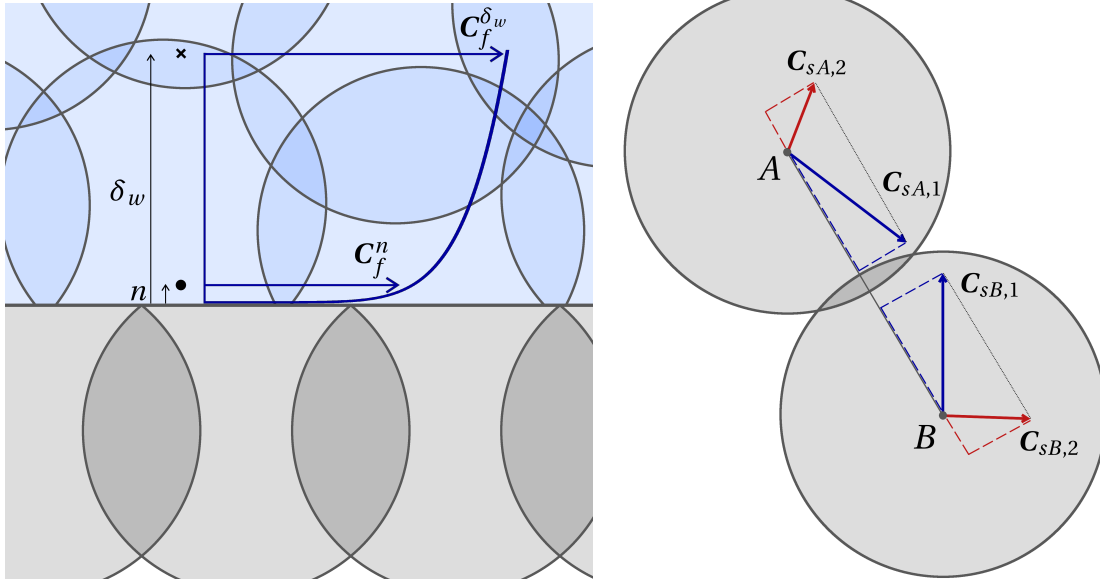 C_f^{δ_w}
δ_w
C_f^n
n
C_{sA,2}
A
C_{sA,1}
C_{sB,1}
B
C_{sB,2}